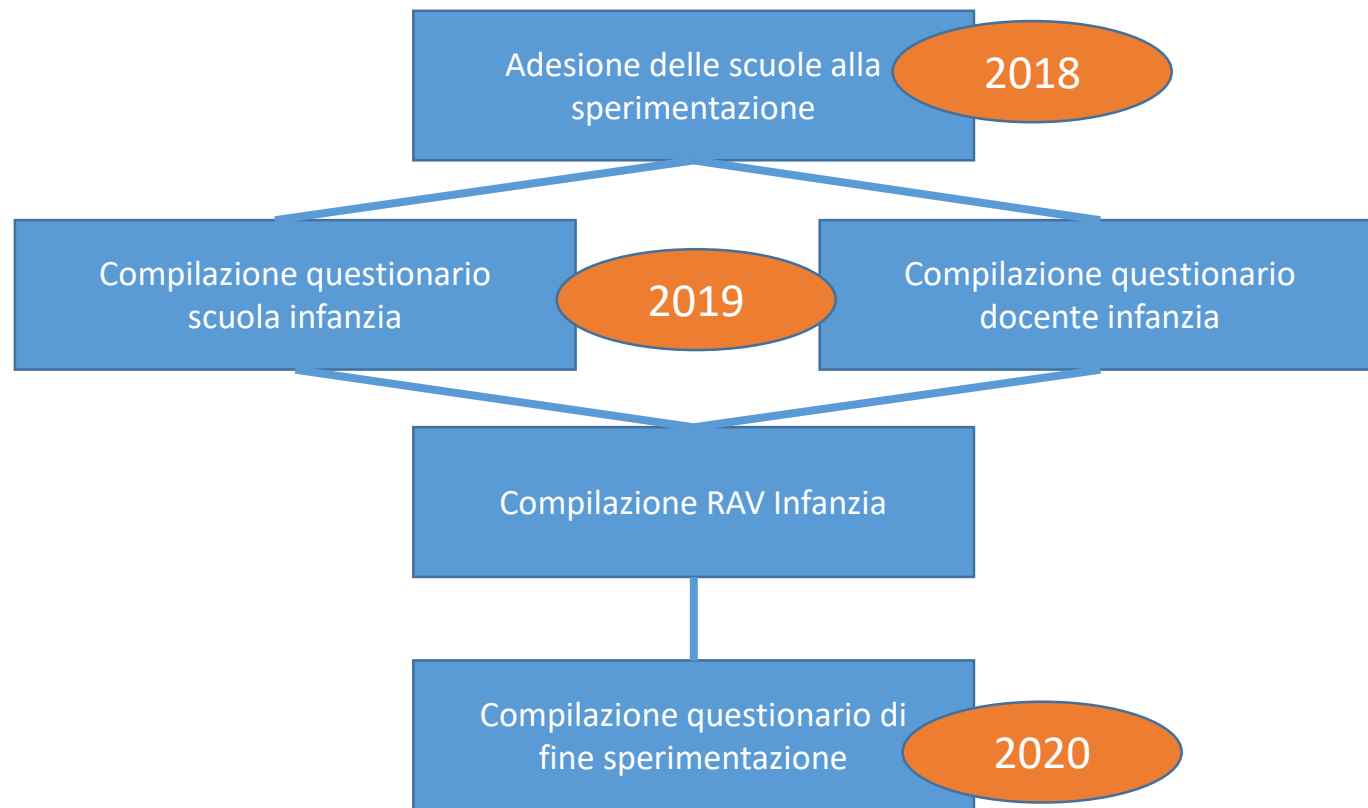 Adesione delle scuole alla
sperimentazione
2018
Compilazione questionario
scuola infanzia
2019
Compilazione questionario
docente infanzia
Compilazione RAV Infanzia
Compilazione questionario di
fine sperimentazione
2020